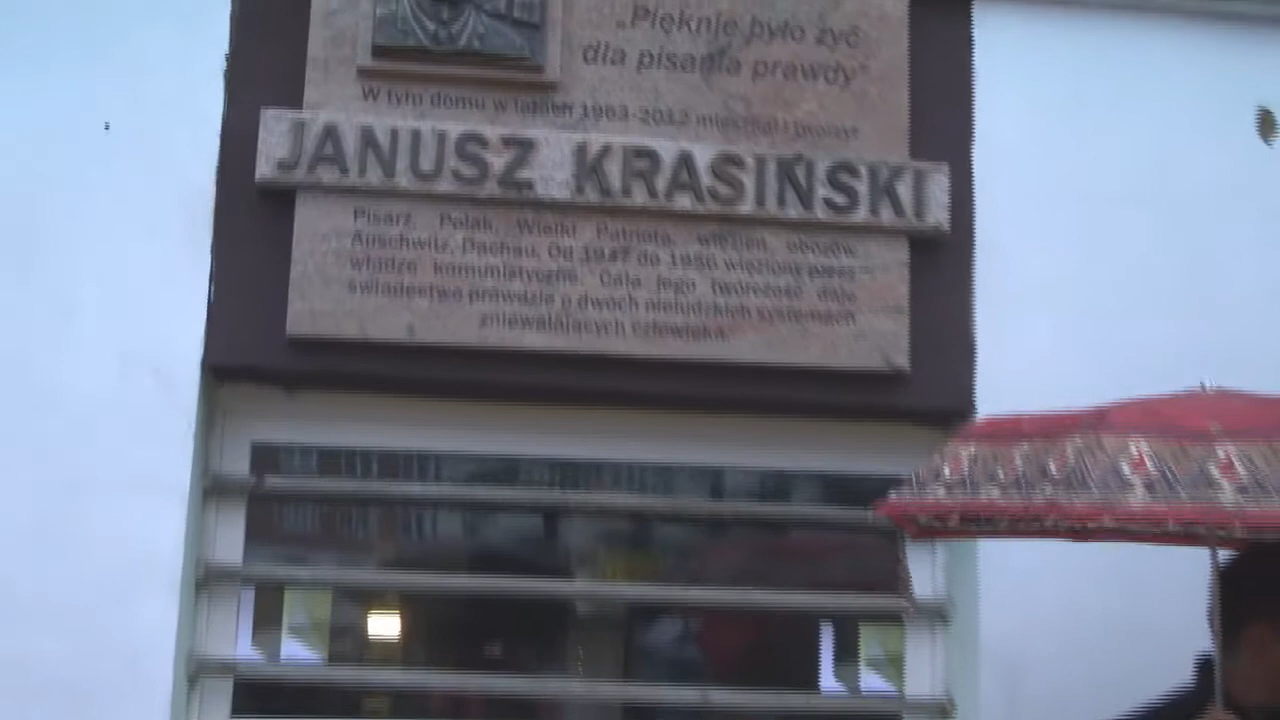 „Pięknie było żyć
dla pisania prawdy”
W tym domu w latach 1963-2012 mieszkał i tworzył
JANUSZ KRASIŃSKI
Pisarz, Polak, Wielki Patriota, więzień obozów
Auschwitz, Dachau. Od 1947 do 1956 więziony przez
władze komunistyczne. Cała jego twórczość daje
świadectwo prawdzie o dwóch nieludzkich systemach
zniewalających człowieka.